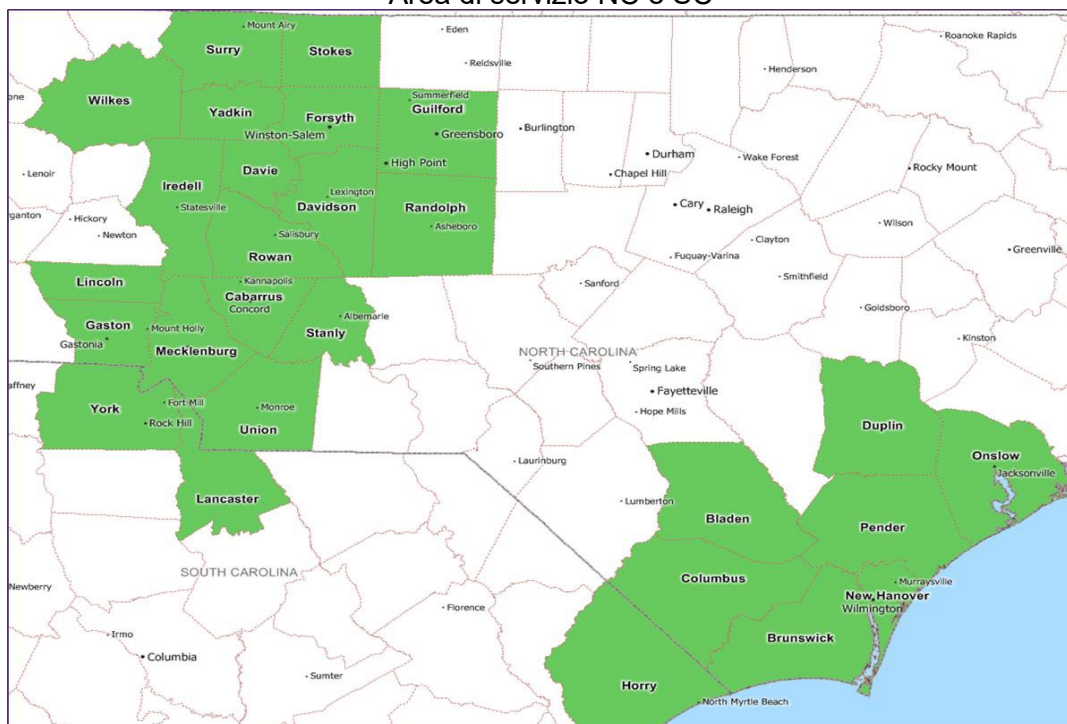 Area di servizio NC e SC
Mount Airy
Surry
Stokes
Eden
Reidsville
Roanoke Rapids
Henderson
Wilkes
Yadkin
Forsyth
Winston-Salem
Summerfield
Guilford
Greensboro
Burlington
High Point
Durham
Chapel Hill
Wake Forest
Rocky Mount
Lenoir
Iredell
Davie
Lexington
Davidson
Statesville
Randolph
Asheboro
Cary
Raleigh
Wilson
rganton
Hickory
Newton
Salisbury
Rowan
Clayton
Fuquay-Varina
Greenville
Smithfield
Lincoln
Kannapolis
Cabarrus
Concord
Sanford
Goldsboro
Gaston
Mount Holly
Gastonia
Mecklenburg
Albemarle
Stanly
Kinston
NORTH CAROLINA
Southern Pines
Spring Lake
Fayetteville
Hope Mills
affney
York
Fort Mill
Rock Hill
Monroe
Union
Duplin
Onslow
Jacksonville
Laurinburg
Lancaster
Lumberton
Bladen
Pender
SOUTH CAROLINA
Columbus
Murraysville
New Hanover
Wilmington
Newberry
Florence
Irmo
Columbia
Brunswick
Sumter
Horry
North Myrtle Beach